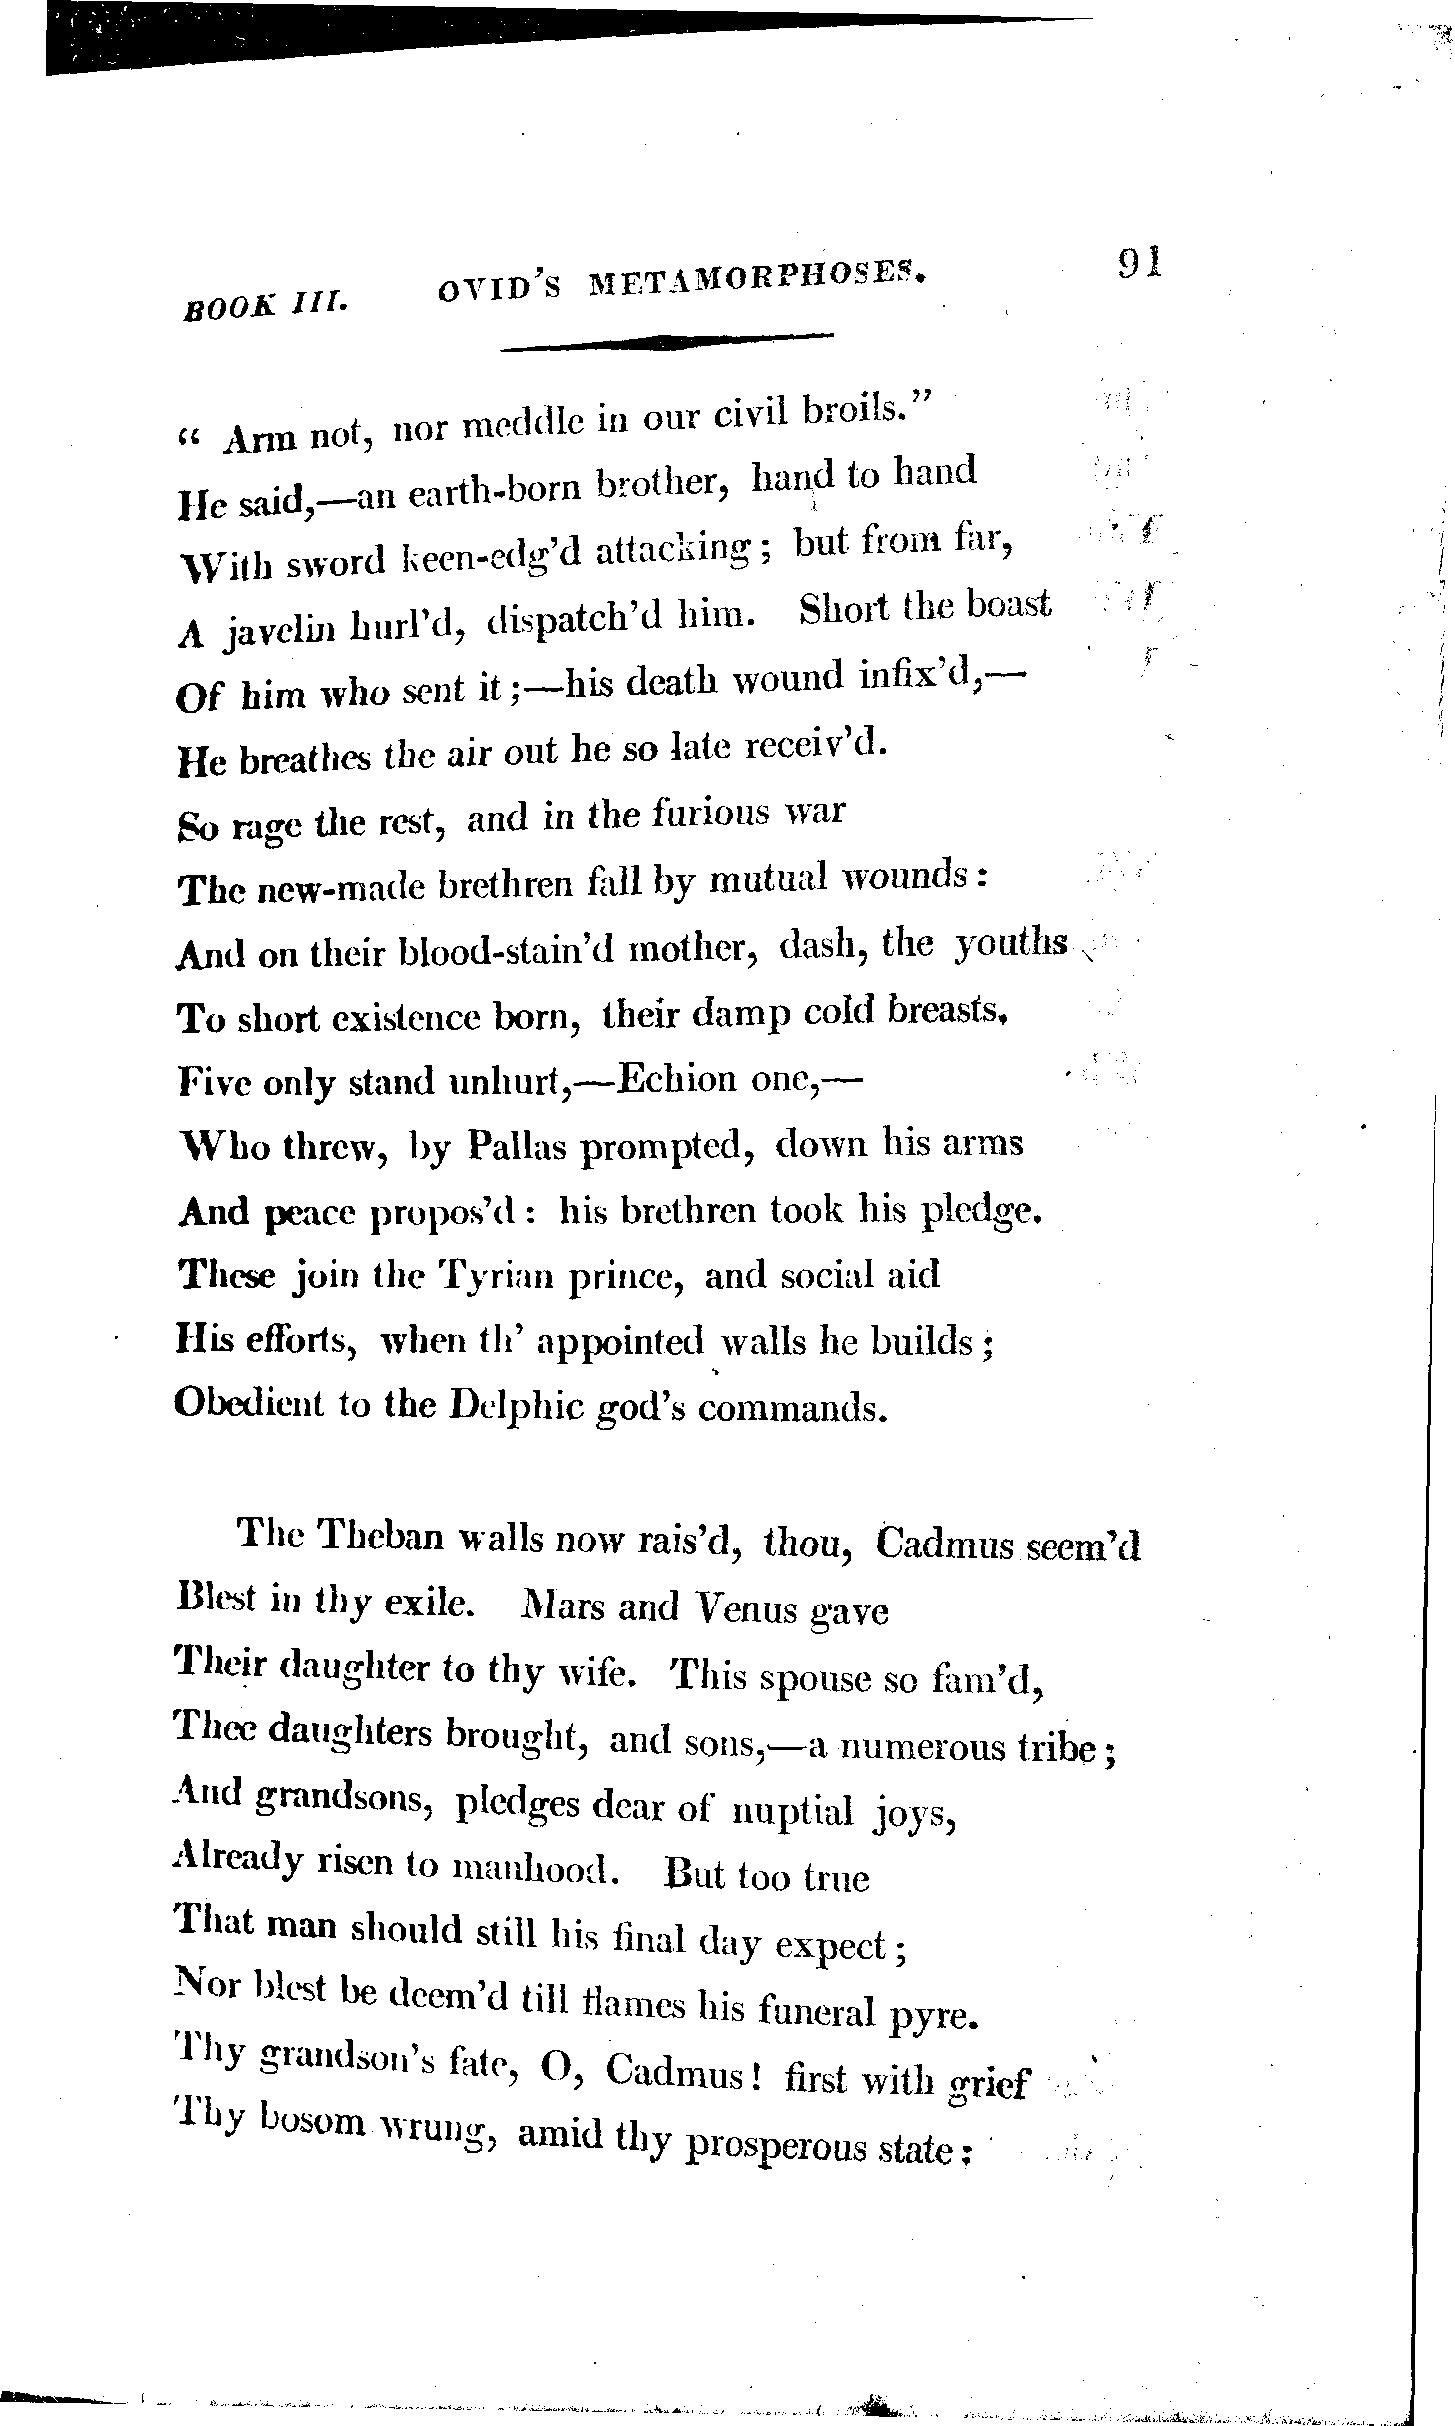 BOOK III. OVID'S METAMORPHOSES. 91
“ Arm not, nor meddle in our civil broils.”
He said,—an earth-born brother, hand to hand
With sword keen-edg'd attacking; but from far,
A javelin hurl'd, dispatch'd him. Short the boast
Of him who sent it;—his death wound infix'd,—
He breathes the air out he so late receiv'd.
So rage the rest, and in the furious war
The new-made brethren fall by mutual wounds:
And on their blood-stain'd mother, dash, the youths
To short existence born, their damp cold breasts.
Five only stand unhurt,—Echion one,—
Who threw, by Pallas prompted, down his arms
And peace propos'd: his brethren took his pledge.
These join the Tyrian prince, and social aid
His efforts, when th' appointed walls he builds;
Obedient to the Delphic god's commands.
The Theban walls now rais'd, thou, Cadmus seem'd
Blest in thy exile. Mars and Venus gave
Their daughter to thy wife. This spouse so fam'd,
Thee daughters brought, and sons,—a numerous tribe;
And grandsons, pledges dear of nuptial joys,
Already risen to manhood. But too true
That man should still his final day expect;
Nor blest be deem'd till flames his funeral pyre.
Thy grandson's fate, O, Cadmus! first with grief
Thy bosom wrung, amid thy prosperous state: